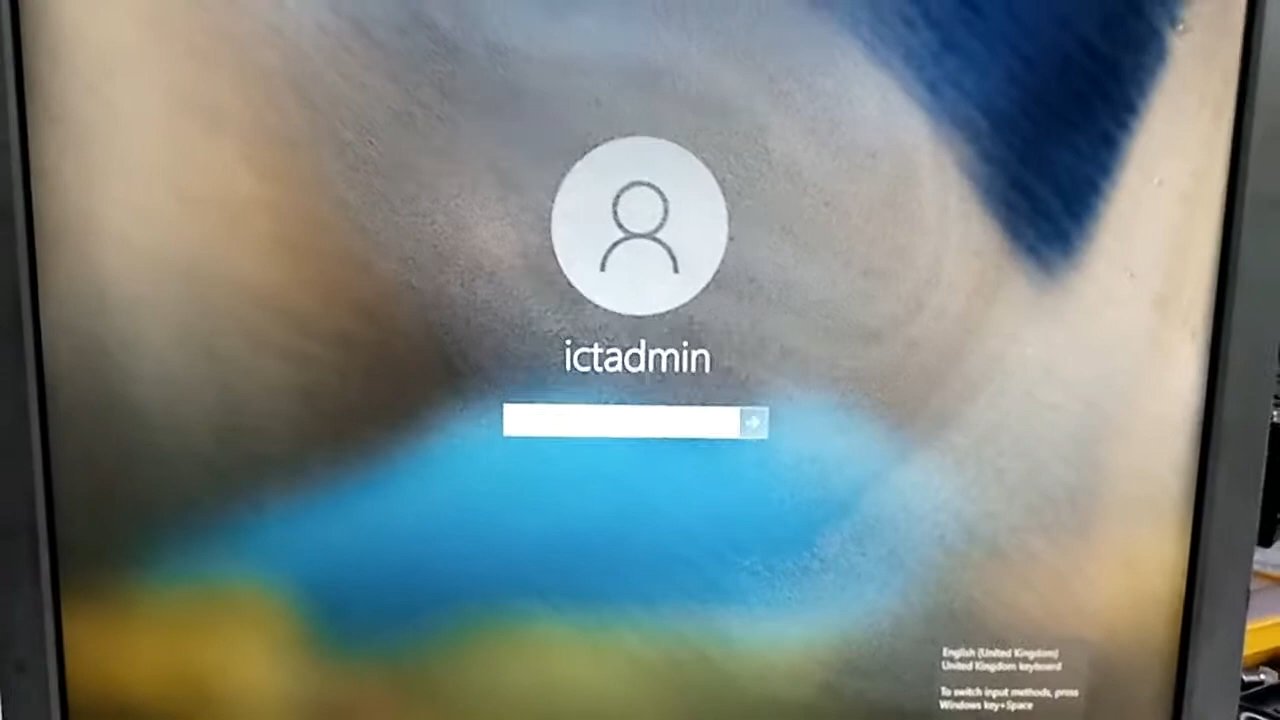 ictadmin
English (United Kingdom)
United Kingdom keyboard
To switch input methods, press
Windows key+Space